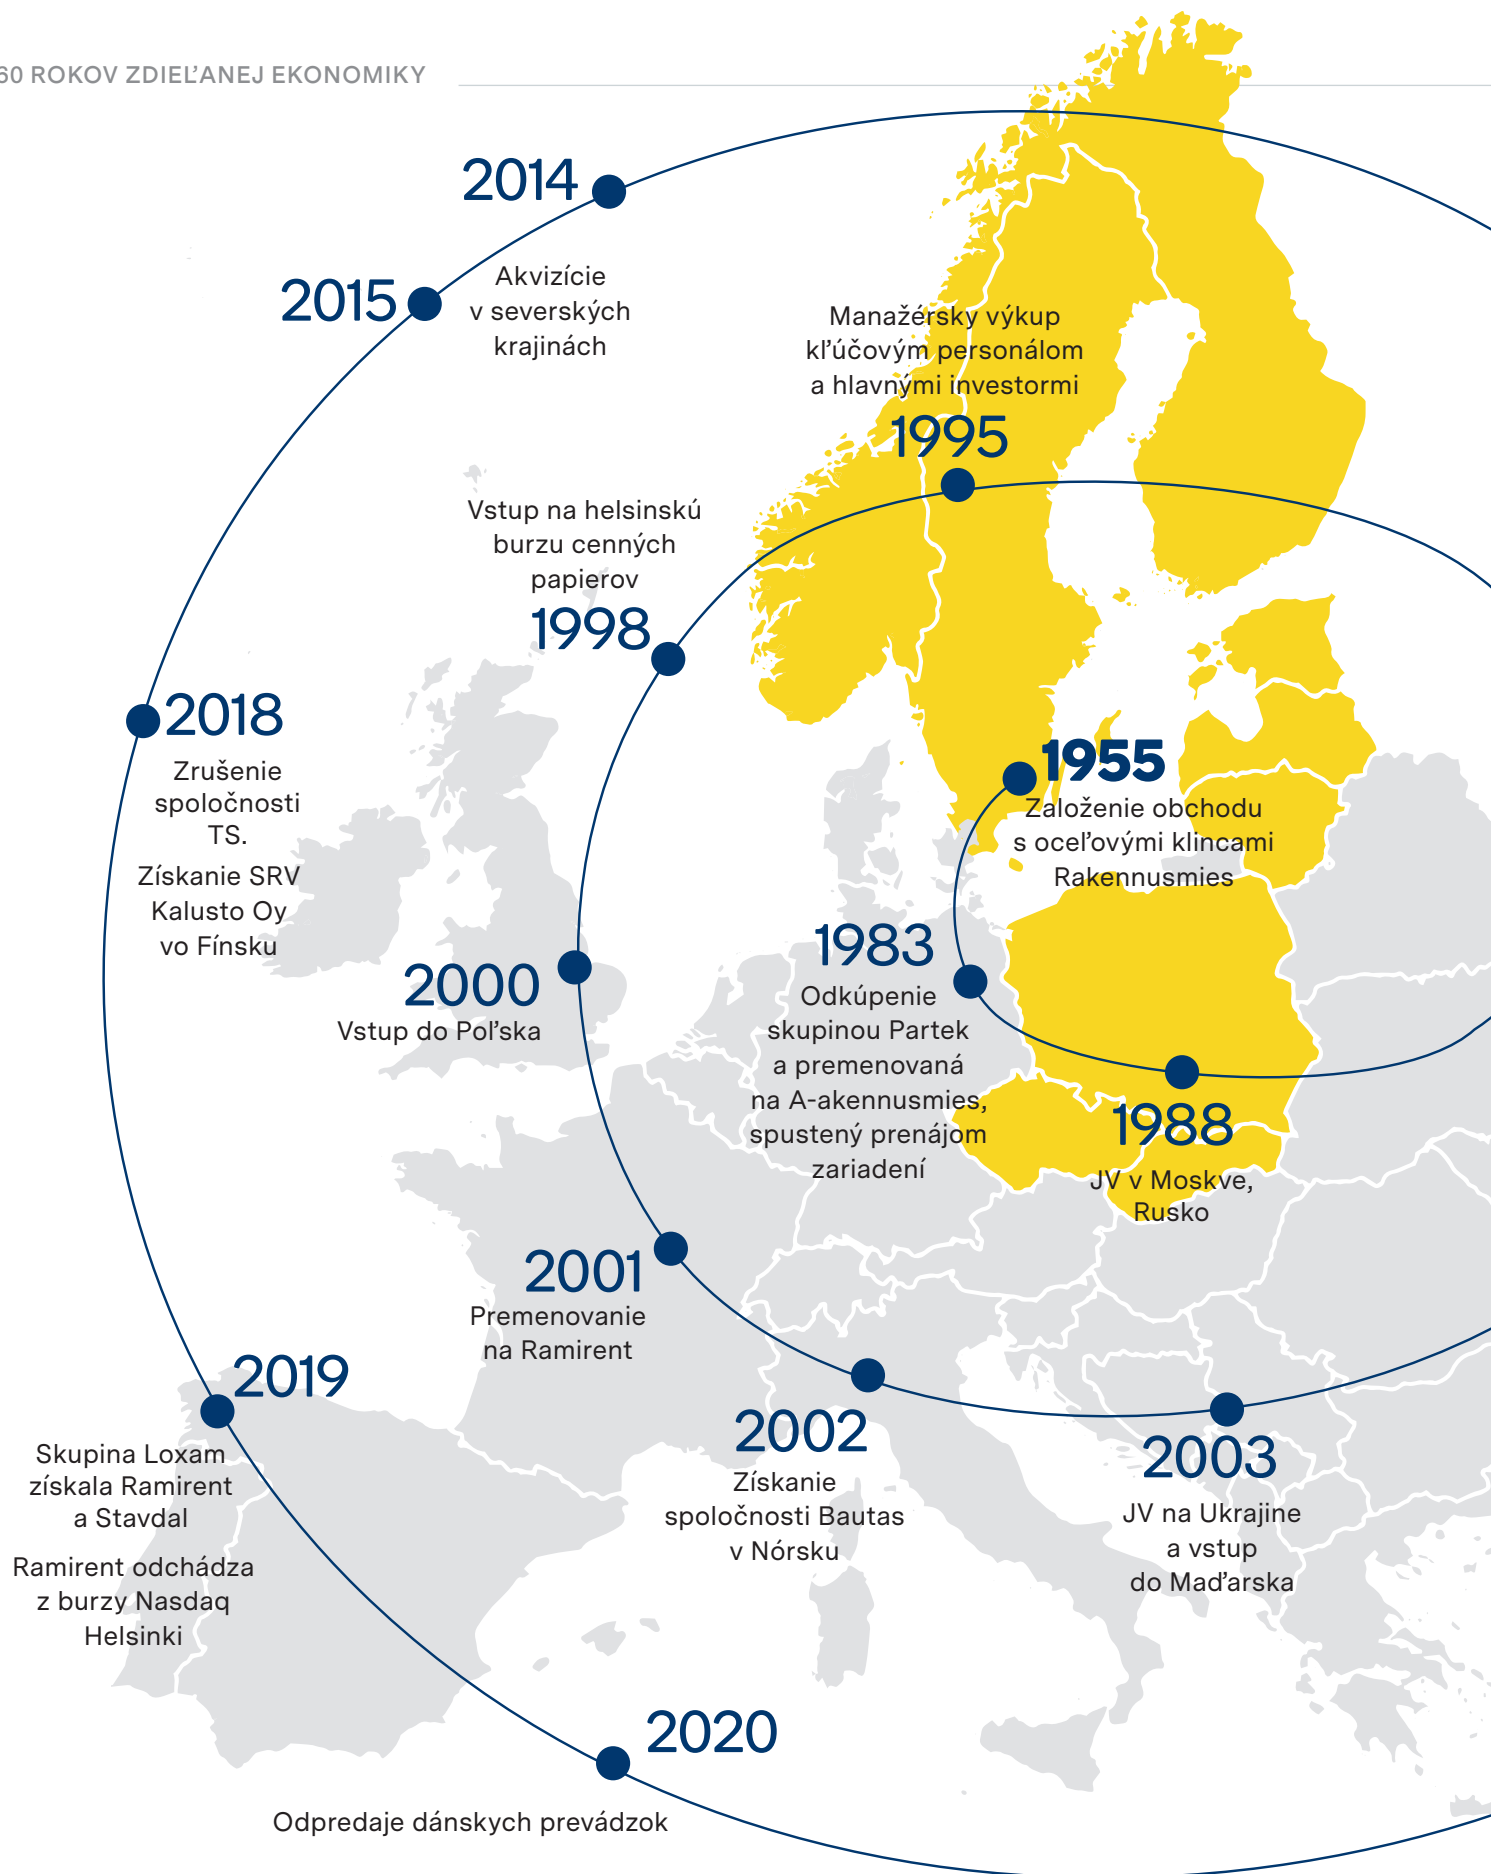 60 ROKOV ZDIEĽANEJ EKONOMIKY
2014
Akvizície
v severských
krajinách
2015
Manažérsky výkup
kľúčovým personálom
a hlavnými investormi
1995
Vstup na helsinskú
burzu cenných
papierov
1998
2018
Zrušenie
spoločnosti
TS.
Získanie SRV
Kalusto Oy
vo Fínsku
1955
Založenie obchodu
s oceľovými klincami
Rakennusmies
1983
Odkúpenie
skupinou Partek
a premenovaná
na A-akennusmies,
spustený prenájom
zariadení
2000
Vstup do Poľska
1988
JV v Moskve,
Rusko
2001
Premenovanie
na Ramirent
2019
Skupina Loxam
získala Ramirent
a Stavdal
Ramirent odchádza
z burzy Nasdaq
Helsinki
2002
Získanie
spoločnosti Bautas
v Nórsku
2003
JV na Ukrajine
a vstup
do Maďarska
2020
Odpredaje dánskych prevádzok